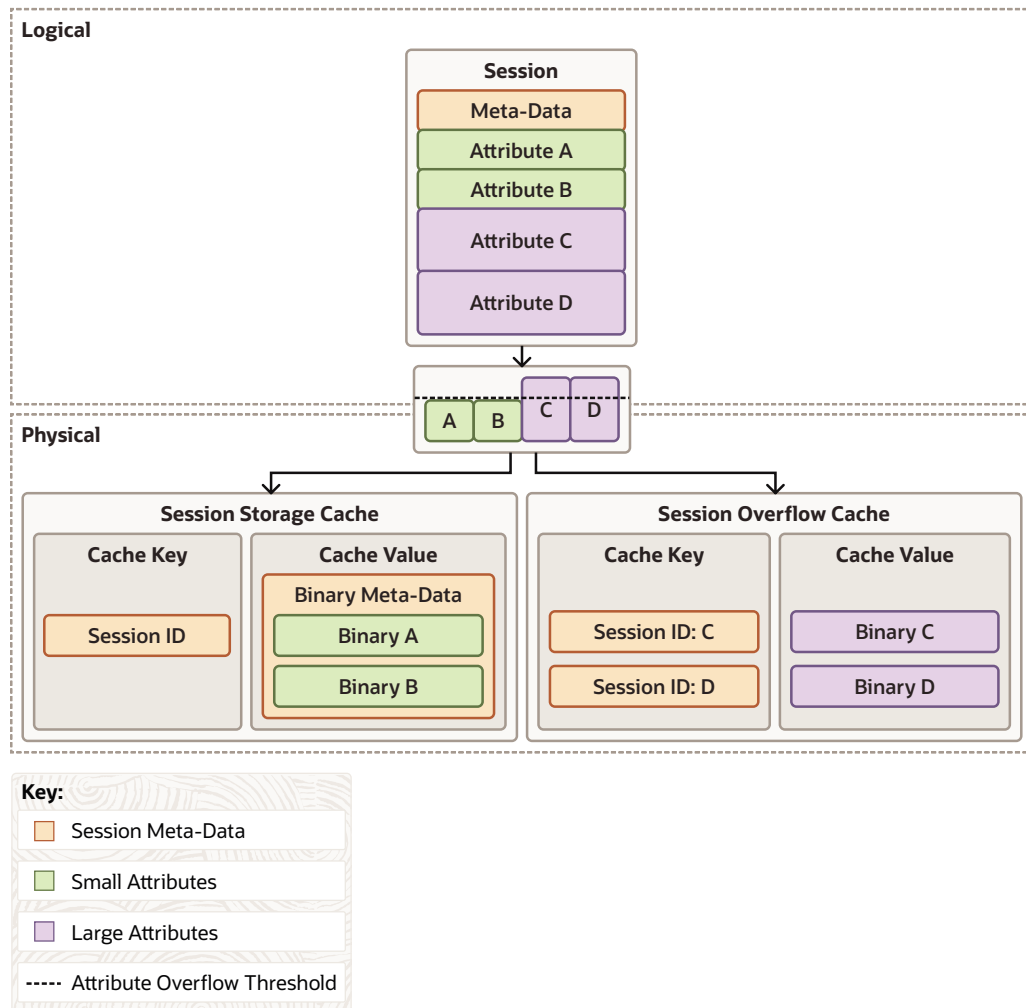 Logical
Session
Meta-Data
Attribute A
Attribute B
Attribute C
Attribute D
A
B
C
D
Physical
Session Storage Cache
Cache Key
Session ID
Cache Value
Binary Meta-Data
Binary A
Binary B
Session Overflow Cache
Cache Key
Session ID: C
Session ID: D
Cache Value
Binary C
Binary D
Key:
Session Meta-Data
Small Attributes
Large Attributes
Attribute Overflow Threshold